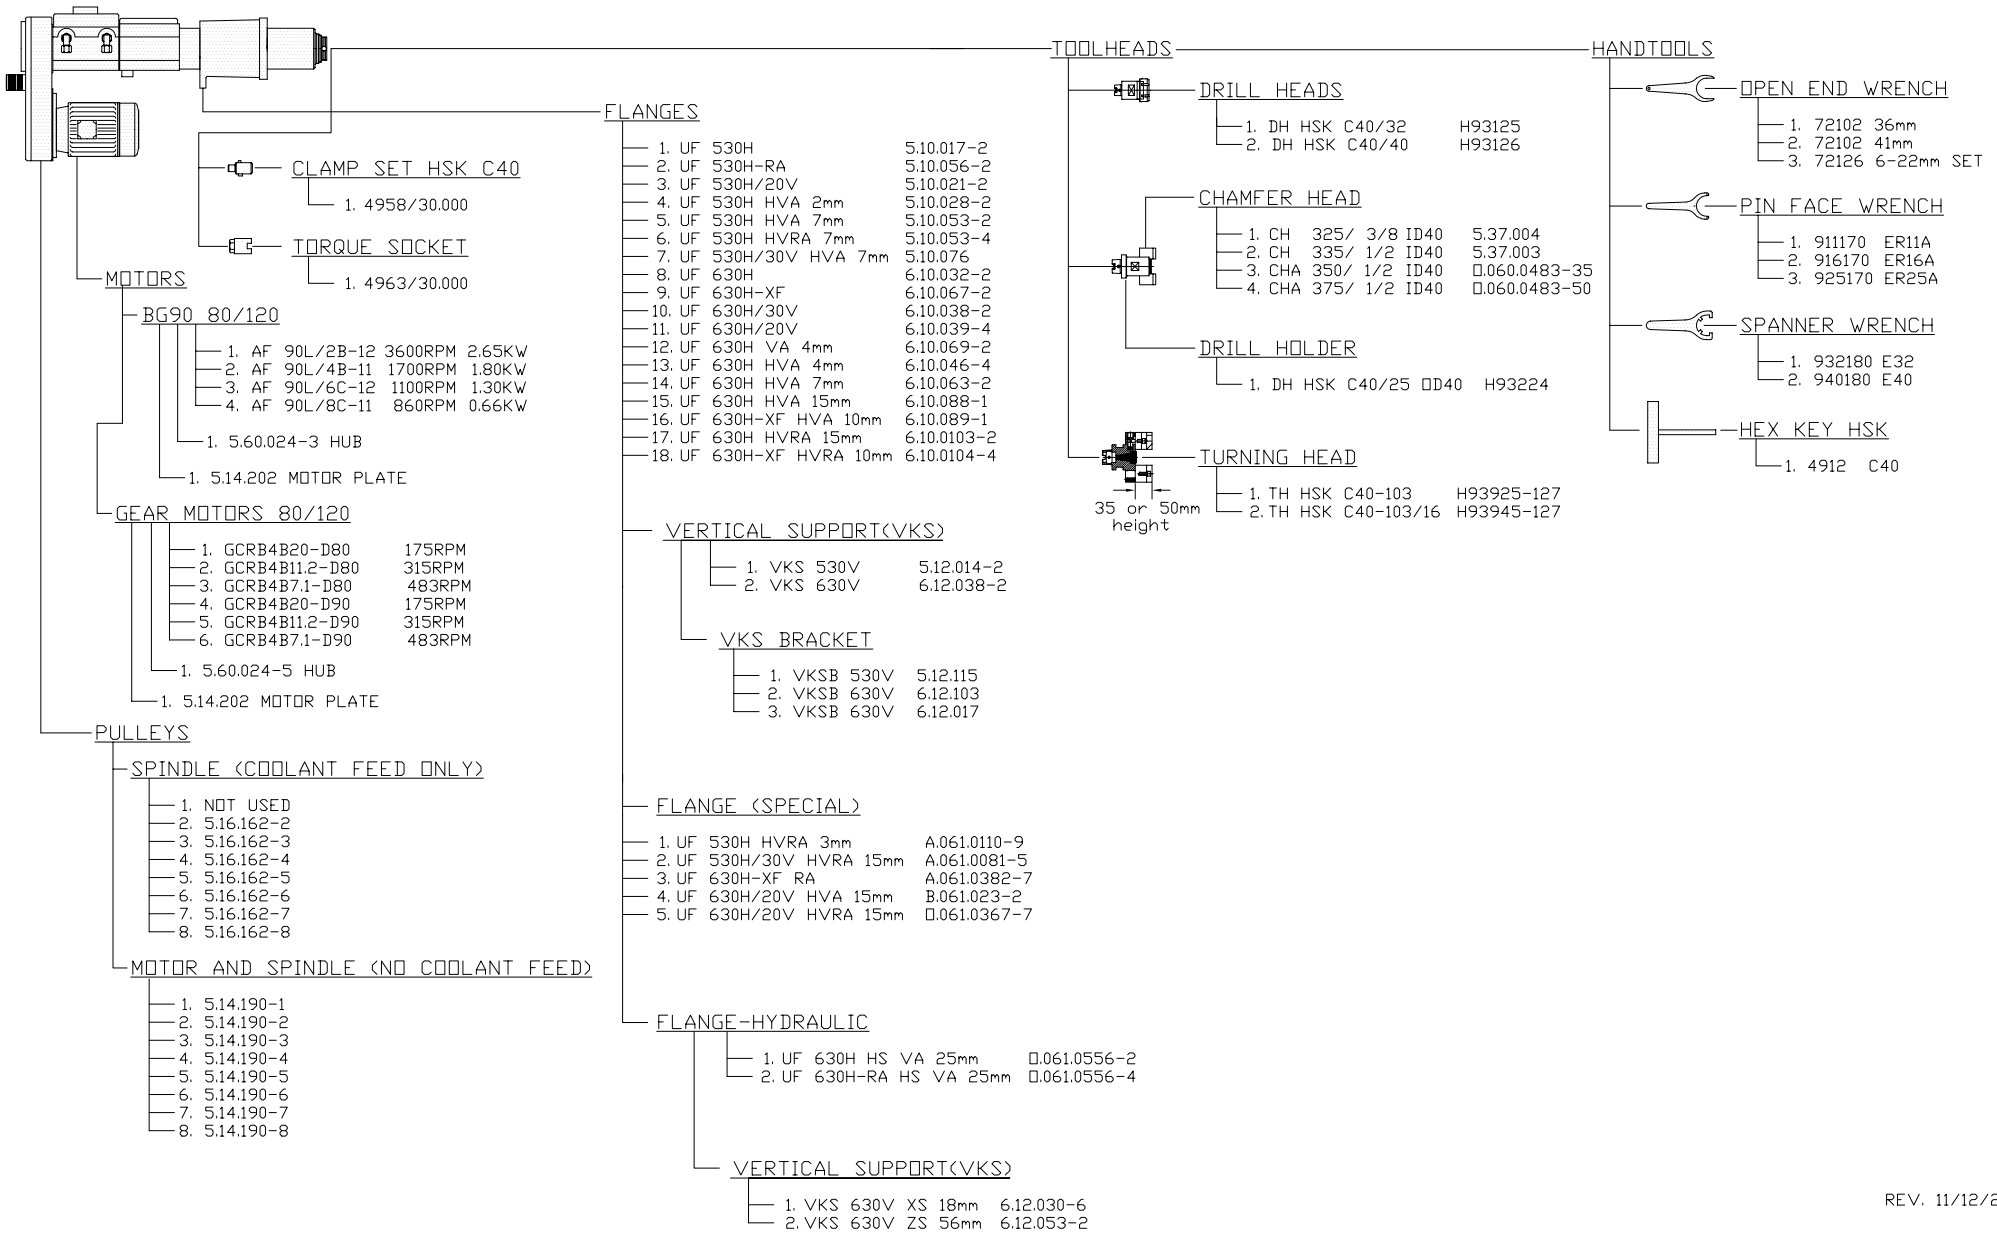 CLAMP SET HSK C40
1. 4958/30.000
TORQUE SOCKET
1. 4963/30.000
MOTORS
BG90 80/120
1. AF 90L/2B-12 3600RPM 2.65KW
2. AF 90L/4B-11 1700RPM 1.80KW
3. AF 90L/6C-12 1100RPM 1.30KW
4. AF 90L/8C-11 860RPM 0.66KW
1. 5.60.024-3 HUB
1. 5.14.202 MOTOR PLATE
GEAR MOTORS 80/120
1. GCRB4B20-D80 175RPM
2. GCRB4B11.2-D80 315RPM
3. GCRB4B7.1-D80 483RPM
4. GCRB4B20-D90 175RPM
5. GCRB4B11.2-D90 315RPM
6. GCRB4B7.1-D90 483RPM
1. 5.60.024-5 HUB
1. 5.14.202 MOTOR PLATE
PULLEYS
SPINDLE (COOLANT FEED ONLY)
1. NOT USED
2. 5.16.162-2
3. 5.16.162-3
4. 5.16.162-4
5. 5.16.162-5
6. 5.16.162-6
7. 5.16.162-7
8. 5.16.162-8
MOTOR AND SPINDLE (NO COOLANT FEED)
1. 5.14.190-1
2. 5.14.190-2
3. 5.14.190-3
4. 5.14.190-4
5. 5.14.190-5
6. 5.14.190-6
7. 5.14.190-7
8. 5.14.190-8
FLANGES
1. UF 530H 5.10.017-2
2. UF 530H-RA 5.10.056-2
3. UF 530H/20V 5.10.021-2
4. UF 530H HVA 2mm 5.10.028-2
5. UF 530H HVA 7mm 5.10.053-2
6. UF 530H HVRA 7mm 5.10.053-4
7. UF 530H/30V HVA 7mm 5.10.076
8. UF 630H 6.10.032-2
9. UF 630H-XF 6.10.067-2
10. UF 630H/30V 6.10.038-2
11. UF 630H/20V 6.10.039-4
12. UF 630H VA 4mm 6.10.069-2
13. UF 630H HVA 4mm 6.10.046-4
14. UF 630H HVA 7mm 6.10.063-2
15. UF 630H HVA 15mm 6.10.088-1
16. UF 630H-XF HVA 10mm 6.10.089-1
17. UF 630H HVRA 15mm 6.10.0103-2
18. UF 630H-XF HVRA 10mm 6.10.0104-4
VERTICAL SUPPORT(VKS)
1. VKS 530V 5.12.014-2
2. VKS 630V 6.12.038-2
VKS BRACKET
1. VKSB 530V 5.12.115
2. VKSB 630V 6.12.103
3. VKSB 630V 6.12.017
FLANGE (SPECIAL)
1. UF 530H HVRA 3mm A.061.0110-9
2. UF 530H/30V HVRA 15mm A.061.0081-5
3. UF 630H-XF RA A.061.0382-7
4. UF 630H/20V HVA 15mm B.061.023-2
5. UF 630H/20V HVRA 15mm O.061.0367-7
FLANGE-HYDRAULIC
1. UF 630H HS VA 25mm O.061.0556-2
2. UF 630H-RA HS VA 25mm O.061.0556-4
VERTICAL SUPPORT(VKS)
1. VKS 630V XS 18mm 6.12.030-6
2. VKS 630V ZS 56mm 6.12.053-2
TOOLHEADS
DRILL HEADS
1. DH HSK C40/32 H93125
2. DH HSK C40/40 H93126
CHAMFER HEAD
1. CH 325/ 3/8 ID40 5.37.004
2. CH 335/ 1/2 ID40 5.37.003
3. CHA 350/ 1/2 ID40 O.060.0483-35
4. CHA 375/ 1/2 ID40 O.060.0483-50
DRILL HOLDER
1. DH HSK C40/25 OD40 H93224
TURNING HEAD
1. TH HSK C40-103 H93925-127
2. TH HSK C40-103/16 H93945-127
35 or 50mm
height
HANDTOOLS
OPEN END WRENCH
1. 72102 36mm
2. 72102 41mm
3. 72126 6-22mm SET
PIN FACE WRENCH
1. 911170 ER11A
2. 916170 ER16A
3. 925170 ER25A
SPANNER WRENCH
1. 932180 E32
2. 940180 E40
HEX KEY HSK
1. 4912 C40
REV. 11/12/2